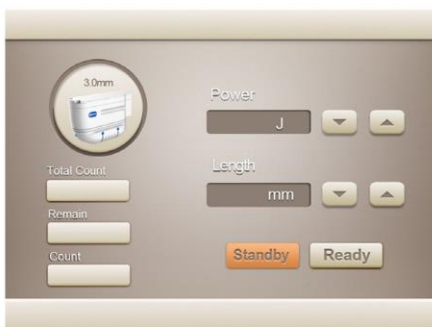 3.0mm
Power
J
Total Count
Length
Remain
mm
Count
Standby
Ready